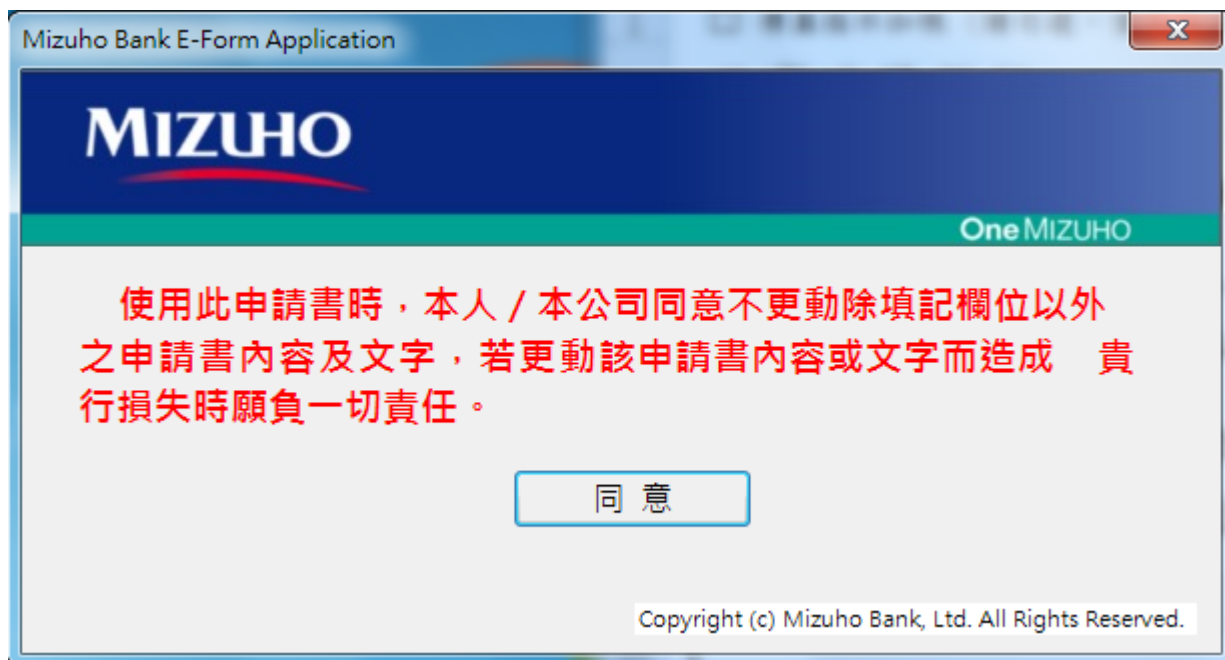 Mizuho Bank E-Form Application
MIZUHO
One MIZUHO
使用此申請書時，本人／本公司同意不更動除填記欄位以外
之申請書內容及文字，若更動該申請書內容或文字而造成　貴
行損失時願負一切責任。
同 意
Copyright (c) Mizuho Bank, Ltd. All Rights Reserved.